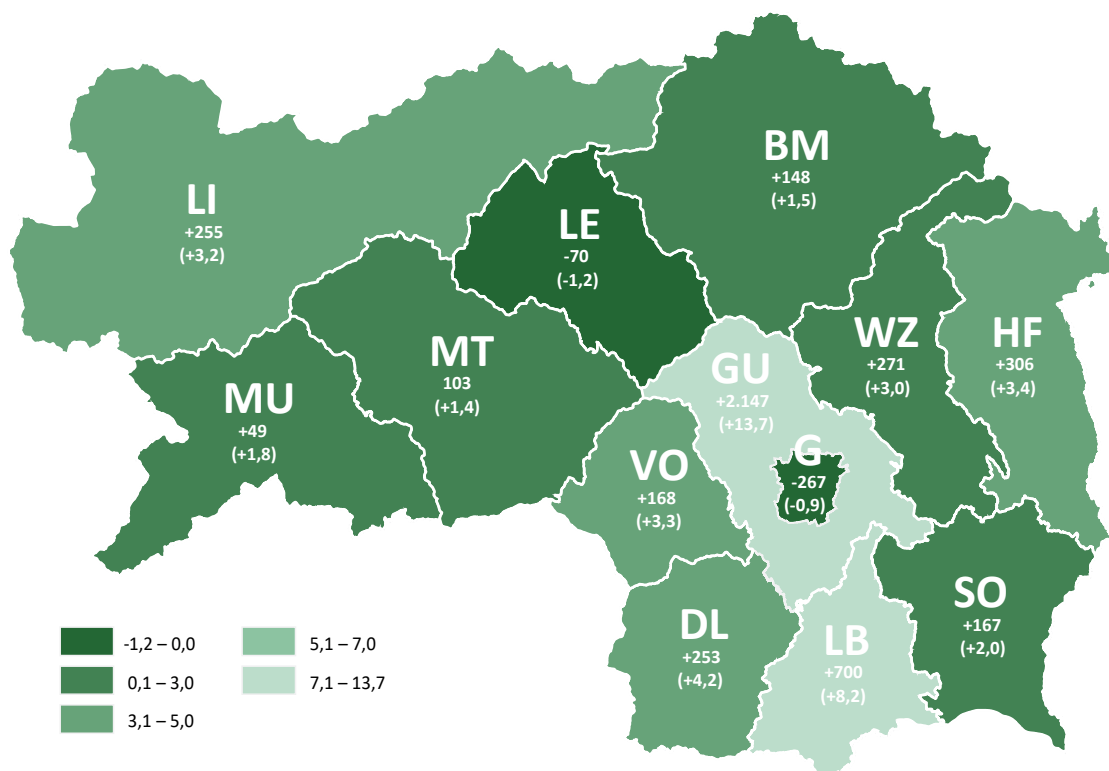 BM
+148
(+1,5)
LI
+255
(+3,2)
LE
-70
(-1,2)
WZ
+271
(+3,0)
HF
+306
(+3,4)
MT
103
(+1,4)
GU
+2.147
(+13,7)
MU
+49
(+1,8)
G
-267
(-0,9)
VO
+168
(+3,3)
SO
+167
(+2,0)
DL
+253
(+4,2)
LB
+700
(+8,2)
-1,2 – 0,0
0,1 – 3,0
3,1 – 5,0
5,1 – 7,0
7,1 – 13,7